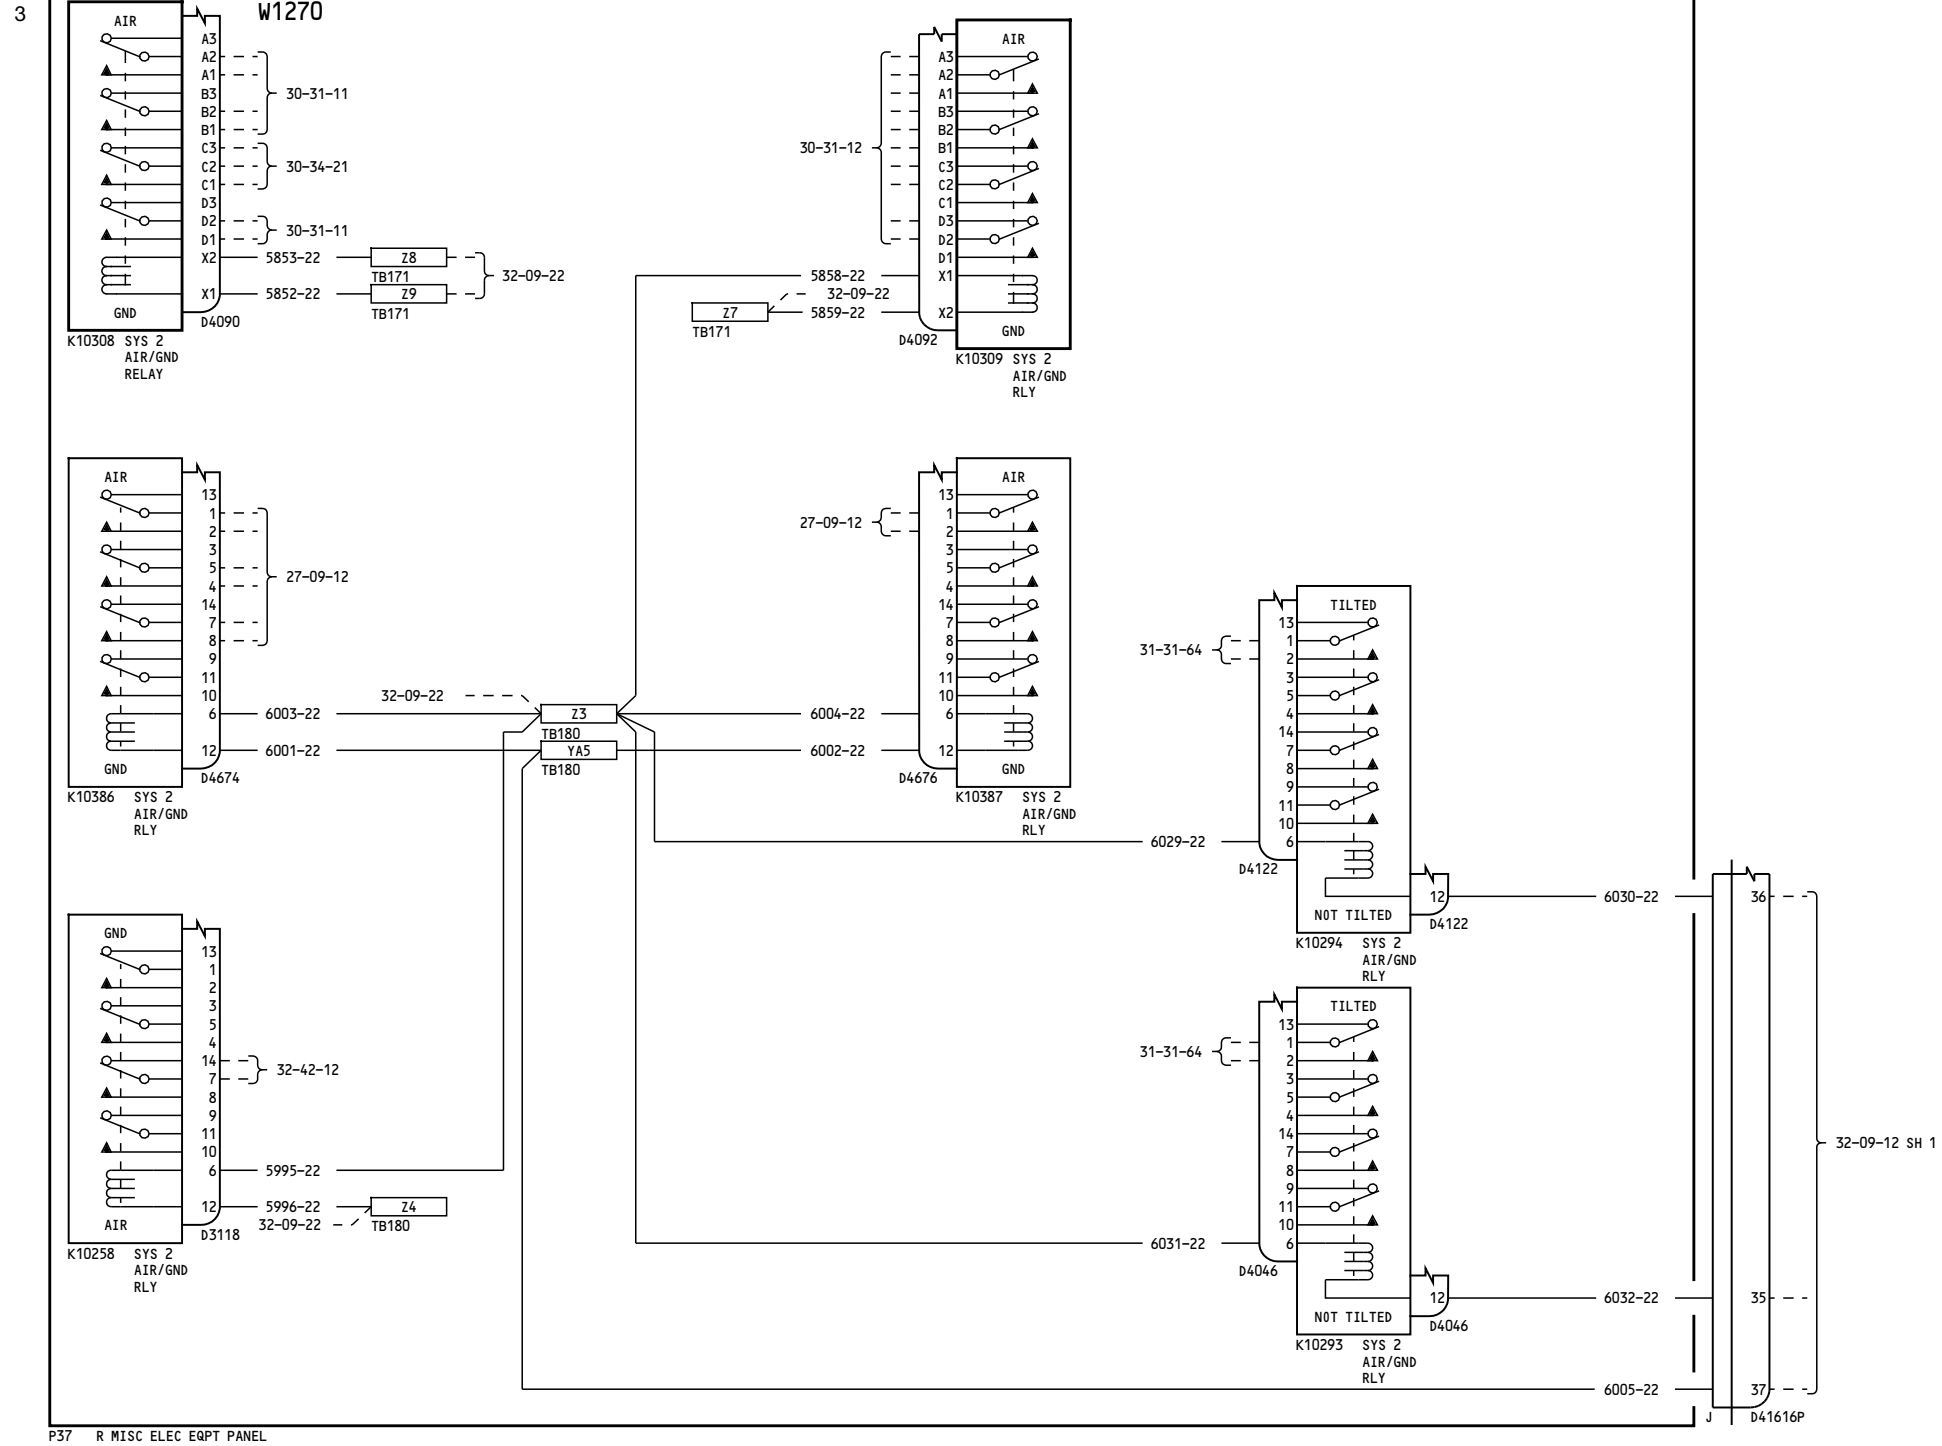 3
W1270
AIR
A3
A2
A1
B3
B2
B1
C3
C2
C1
D3
D2
D1
X2
X1
GND
30-31-11
30-34-21
30-31-11
5853-22
Z8
TB171
5852-22
Z9
TB171
32-09-22
D4090
K10308 SYS 2
AIR/GND
RELAY
AIR
A3
A2
A1
B3
B2
B1
C3
C2
C1
D3
D2
D1
X1
X2
GND
30-31-12
5858-22
32-09-22
Z7
5859-22
TB171
D4092
K10309 SYS 2
AIR/GND
RLY
AIR
13
1
2
3
5
4
14
7
8
9
11
10
6
12
GND
27-09-12
32-09-22
6003-22
Z3
TB180
6001-22
YA5
TB180
D4674
K10386 SYS 2
AIR/GND
RLY
AIR
13
1
2
3
5
4
14
7
8
9
11
10
6
12
GND
27-09-12
6004-22
6002-22
D4676
K10387 SYS 2
AIR/GND
RLY
TILTED
13
1
2
3
5
4
14
7
8
9
11
10
6
31-31-64
6029-22
D4122
12
NOT TILTED
D4122
6030-22
K10294 SYS 2
AIR/GND
RLY
GND
13
1
2
3
5
4
14
7
8
9
11
10
6
12
AIR
32-42-12
5995-22
5996-22
Z4
32-09-22
TB180
D3118
K10258 SYS 2
AIR/GND
RLY
TILTED
13
1
2
3
5
4
14
7
8
9
11
10
6
31-31-64
6031-22
D4046
12
NOT TILTED
D4046
6032-22
K10293 SYS 2
AIR/GND
RLY
6005-22
36
35
37
32-09-12 SH 1
J
D41616P
P37 R MISC ELEC EQPT PANEL